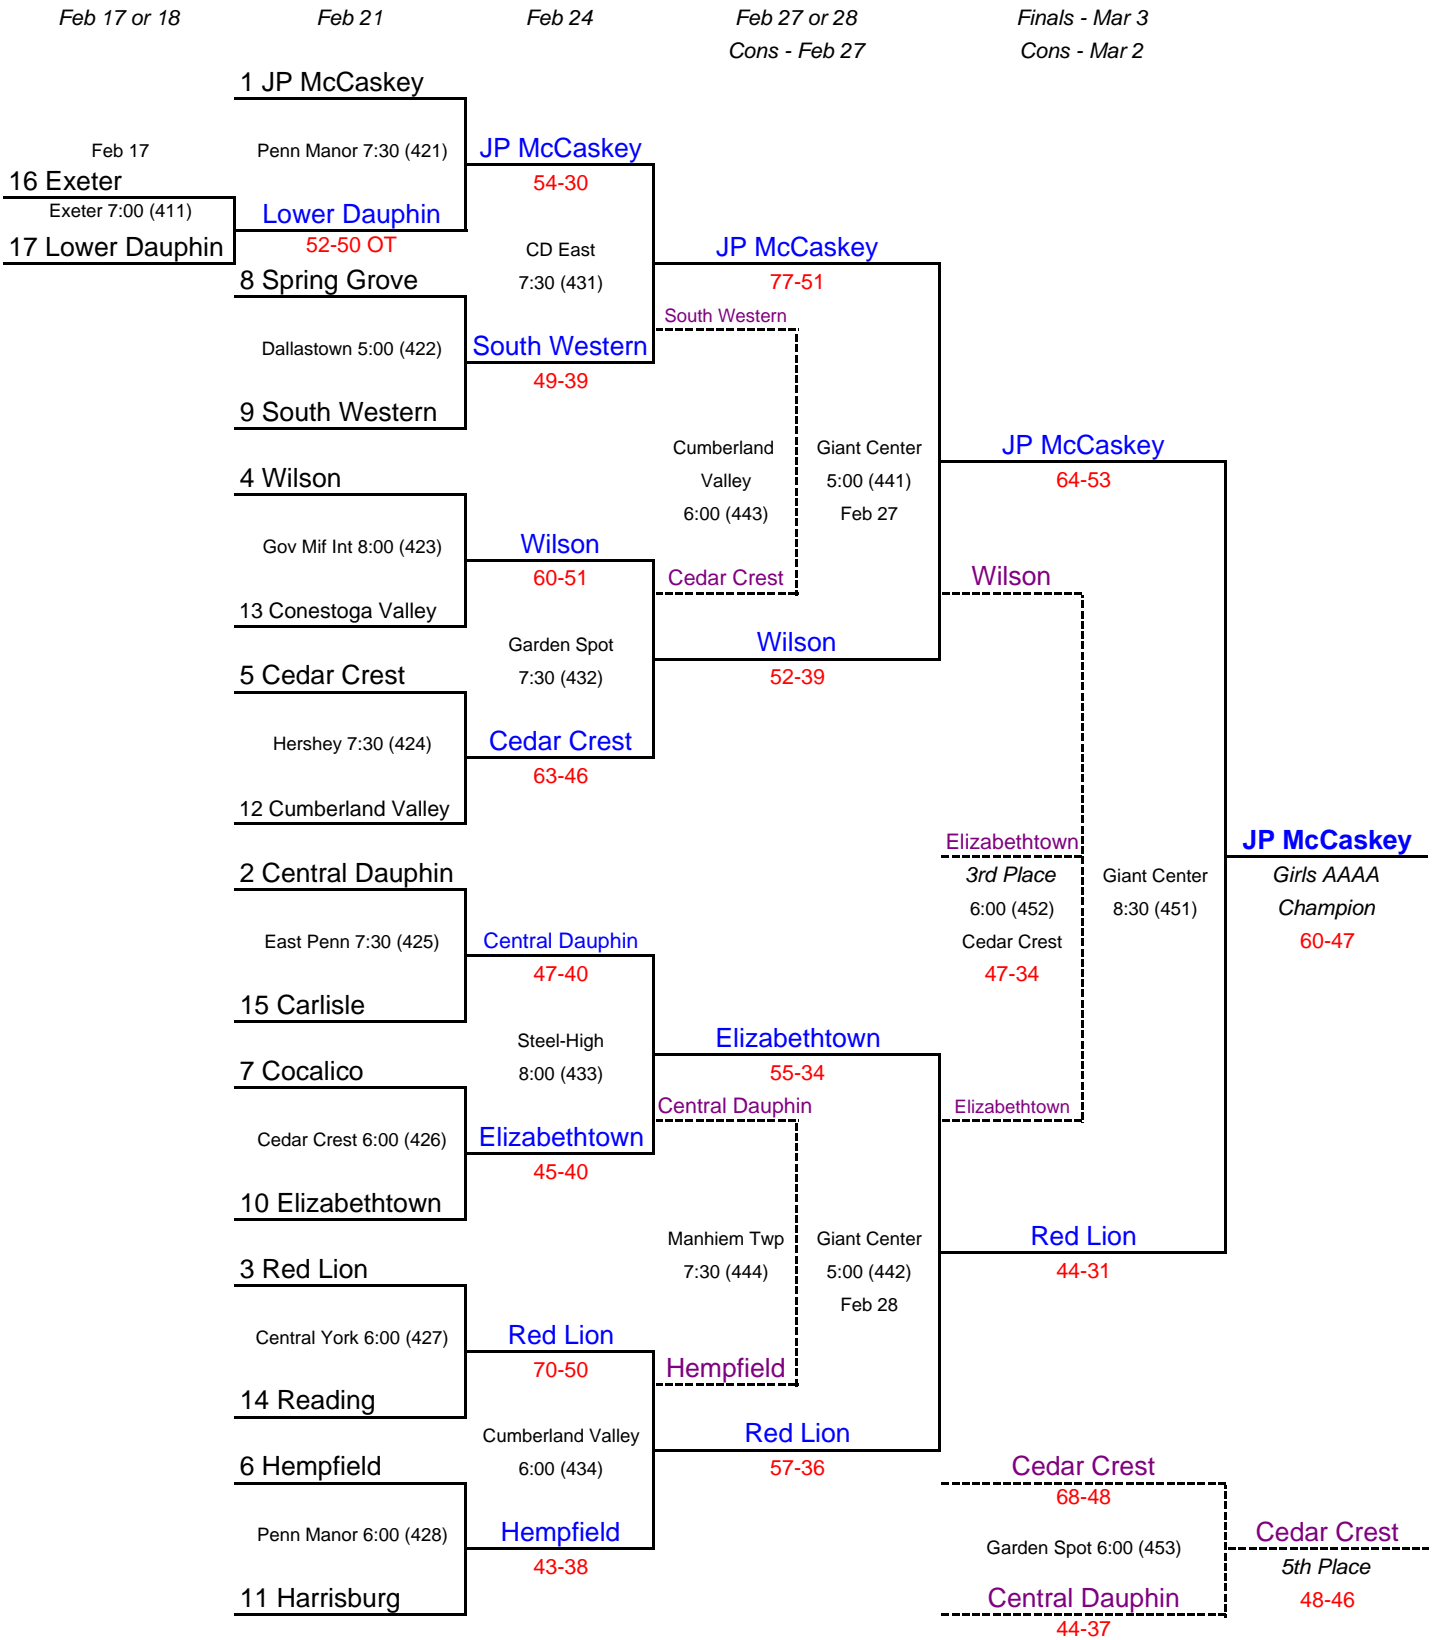 Feb 17 or 18
Feb 21
Feb 24
Feb 27 or 28
Finals - Mar 3
Cons - Feb 27
Cons - Mar 2
1 JP McCaskey
Feb 17
Penn Manor 7:30 (421)
JP McCaskey
16 Exeter
54-30
Exeter 7:00 (411)
Lower Dauphin
17 Lower Dauphin
52-50 OT
CD East
JP McCaskey
8 Spring Grove
7:30 (431)
77-51
South Western
Dallastown 5:00 (422)
South Western
49-39
9 South Western
Cumberland
Giant Center
JP McCaskey
4 Wilson
Valley
5:00 (441)
64-53
6:00 (443)
Feb 27
Gov Mif Int 8:00 (423)
Wilson
60-51
Cedar Crest
Wilson
13 Conestoga Valley
Garden Spot
Wilson
5 Cedar Crest
7:30 (432)
52-39
Hershey 7:30 (424)
Cedar Crest
63-46
12 Cumberland Valley
Elizabethtown
JP McCaskey
2 Central Dauphin
3rd Place
Giant Center
Girls AAAA
6:00 (452)
8:30 (451)
Champion
East Penn 7:30 (425)
Central Dauphin
Cedar Crest
60-47
47-40
47-34
15 Carlisle
Steel-High
Elizabethtown
7 Cocalico
8:00 (433)
55-34
Central Dauphin
Elizabethtown
Cedar Crest 6:00 (426)
Elizabethtown
45-40
10 Elizabethtown
Manhiem Twp
Giant Center
Red Lion
3 Red Lion
7:30 (444)
5:00 (442)
44-31
Feb 28
Central York 6:00 (427)
Red Lion
70-50
Hempfield
14 Reading
Cumberland Valley
Red Lion
6 Hempfield
6:00 (434)
57-36
Cedar Crest
68-48
Penn Manor 6:00 (428)
Hempfield
Garden Spot 6:00 (453)
Cedar Crest
43-38
5th Place
11 Harrisburg
Central Dauphin
48-46
44-37